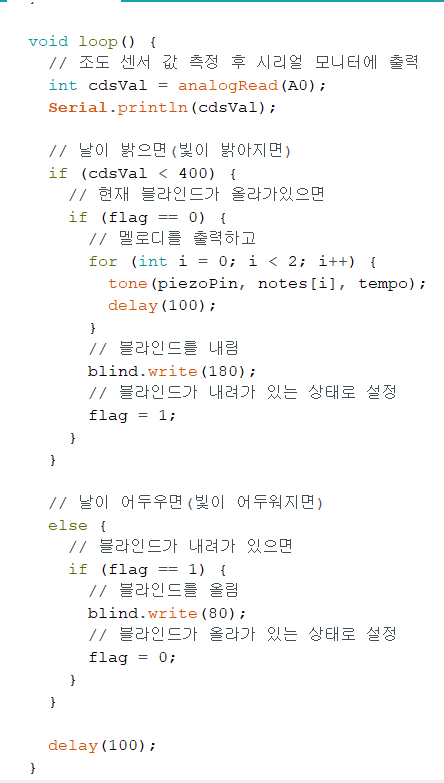 void loop() {
// 조도 센서 값 측정 후 시리얼 모니터에 출력
int cdsVal = analogRead(A0);
Serial.println(cdsVal);
// 날이 밝으면(빛이 밝아지면)
if (cdsVal < 400) {
// 현재 블라인드가 올라가있으면
if (flag == 0) {
// 멜로디를 출력하고
for (int i = 0; i < 2; i++) {
tone(piezoPin, notes[i], tempo);
delay(100);
}
// 블라인드를 내림
blind.write(180);
// 블라인드가 내려가 있는 상태로 설정
flag = 1;
}
}
// 날이 어두우면(빛이 어두워지면)
else {
// 블라인드가 내려가 있으면
if (flag == 1) {
// 블라인드를 올림
blind.write(80);
// 블라인드가 올라가 있는 상태로 설정
flag = 0;
}
}
delay(100);
}